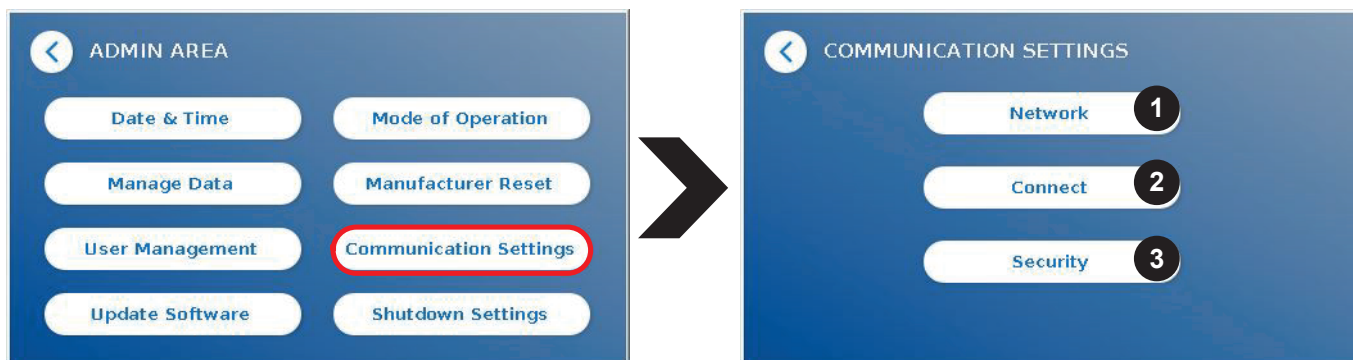 ADMIN AREA
Date & Time
Mode of Operation
Manage Data
Manufacturer Reset
User Management
Communication Settings
Update Software
Shutdown Settings
COMMUNICATION SETTINGS
Network 1
Connect 2
Security 3